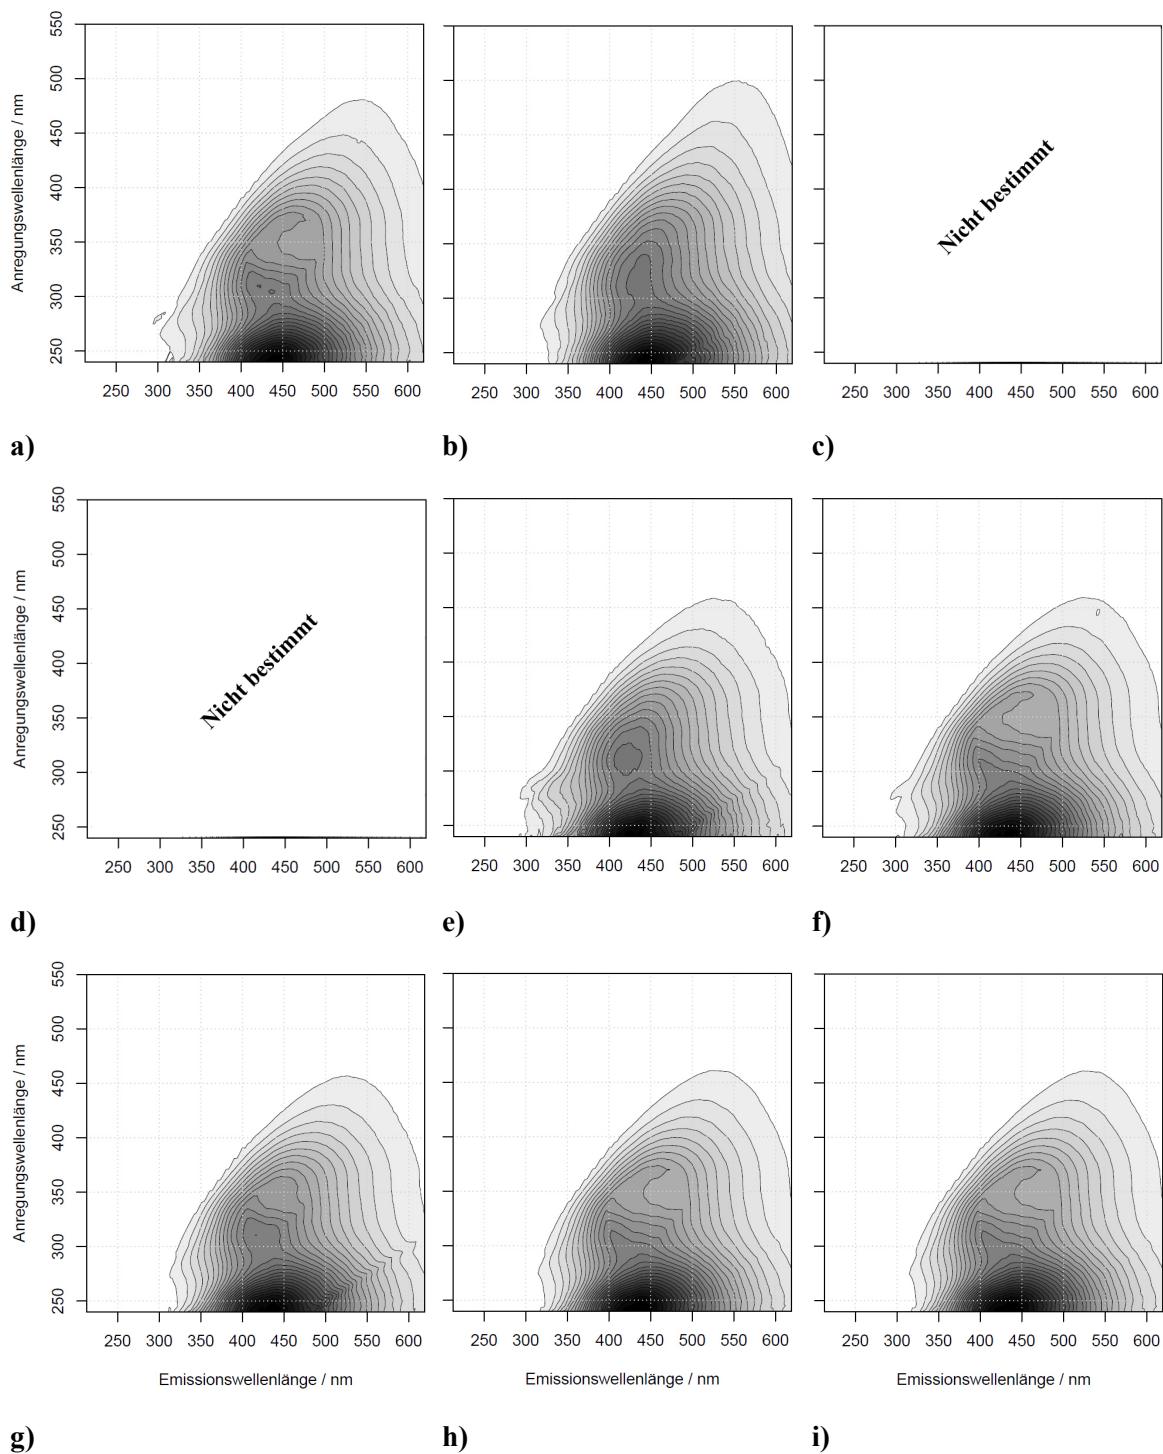 550
500
450
400
350
300
250
Anregungswellenlänge / nm
Nicht bestimmt
250 300 350 400 450 500 550 600
250 300 350 400 450 500 550 600
250 300 350 400 450 500 550 600
a)
b)
c)
550
500
450
400
350
300
250
Anregungswellenlänge / nm
Nicht bestimmt
250 300 350 400 450 500 550 600
250 300 350 400 450 500 550 600
250 300 350 400 450 500 550 600
d)
e)
f)
550
500
450
400
350
300
250
Anregungswellenlänge / nm
250 300 350 400 450 500 550 600
250 300 350 400 450 500 550 600
250 300 350 400 450 500 550 600
Emissionswellenlänge / nm
Emissionswellenlänge / nm
Emissionswellenlänge / nm
g)
h)
i)